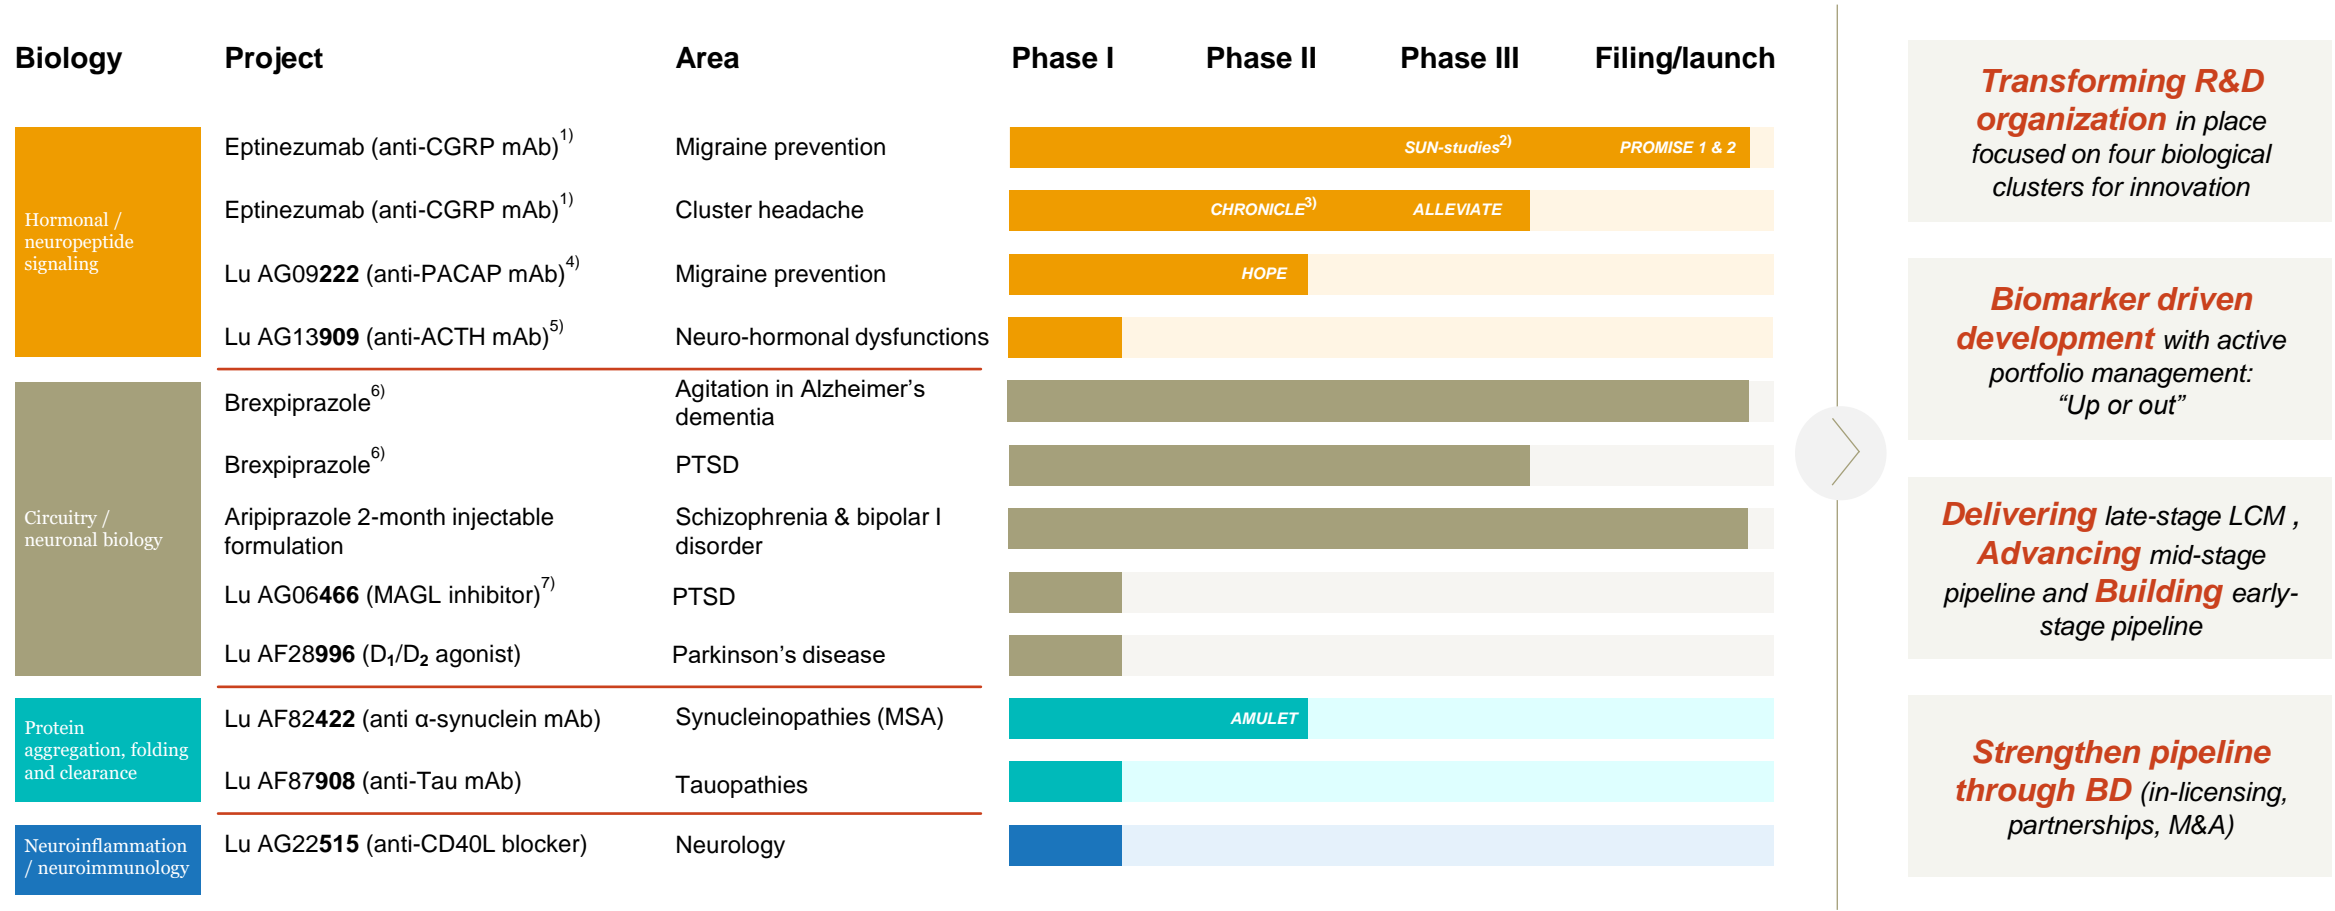 Biology Project Area Phase I Phase II Phase III Filing/launch
Hormonal /
neuropeptide
signaling
Eptinezumab (anti-CGRP mAb)1) Migraine prevention SUN-studies2) PROMISE 1 & 2
Eptinezumab (anti-CGRP mAb)1) Cluster headache CHRONICLE3) ALLEVIATE
Lu AG09222 (anti-PACAP mAb)4) Migraine prevention HOPE
Lu AG13909 (anti-ACTH mAb)5) Neuro-hormonal dysfunctions
Circuitry /
neuronal biology
Brexpiprazole6) Agitation in Alzheimer’s
dementia
Brexpiprazole6) PTSD
Aripiprazole 2-month injectable
formulation
Schizophrenia & bipolar I
disorder
Lu AG06466 (MAGL inhibitor)7) PTSD
Lu AF28996 (D1/D2 agonist) Parkinson’s disease
Protein
aggregation, folding
and clearance
Lu AF82422 (anti α-synuclein mAb) Synucleinopathies (MSA) AMULET
Lu AF87908 (anti-Tau mAb) Tauopathies
Neuroinflammation
/ neuroimmunology
Lu AG22515 (anti-CD40L blocker) Neurology
Transforming R&D
organization in place
focused on four biological
clusters for innovation
Biomarker driven
development with active
portfolio management:
“Up or out”
Delivering late-stage LCM ,
Advancing mid-stage
pipeline and Building early-
stage pipeline
Strengthen pipeline
through BD (in-licensing,
partnerships, M&A)